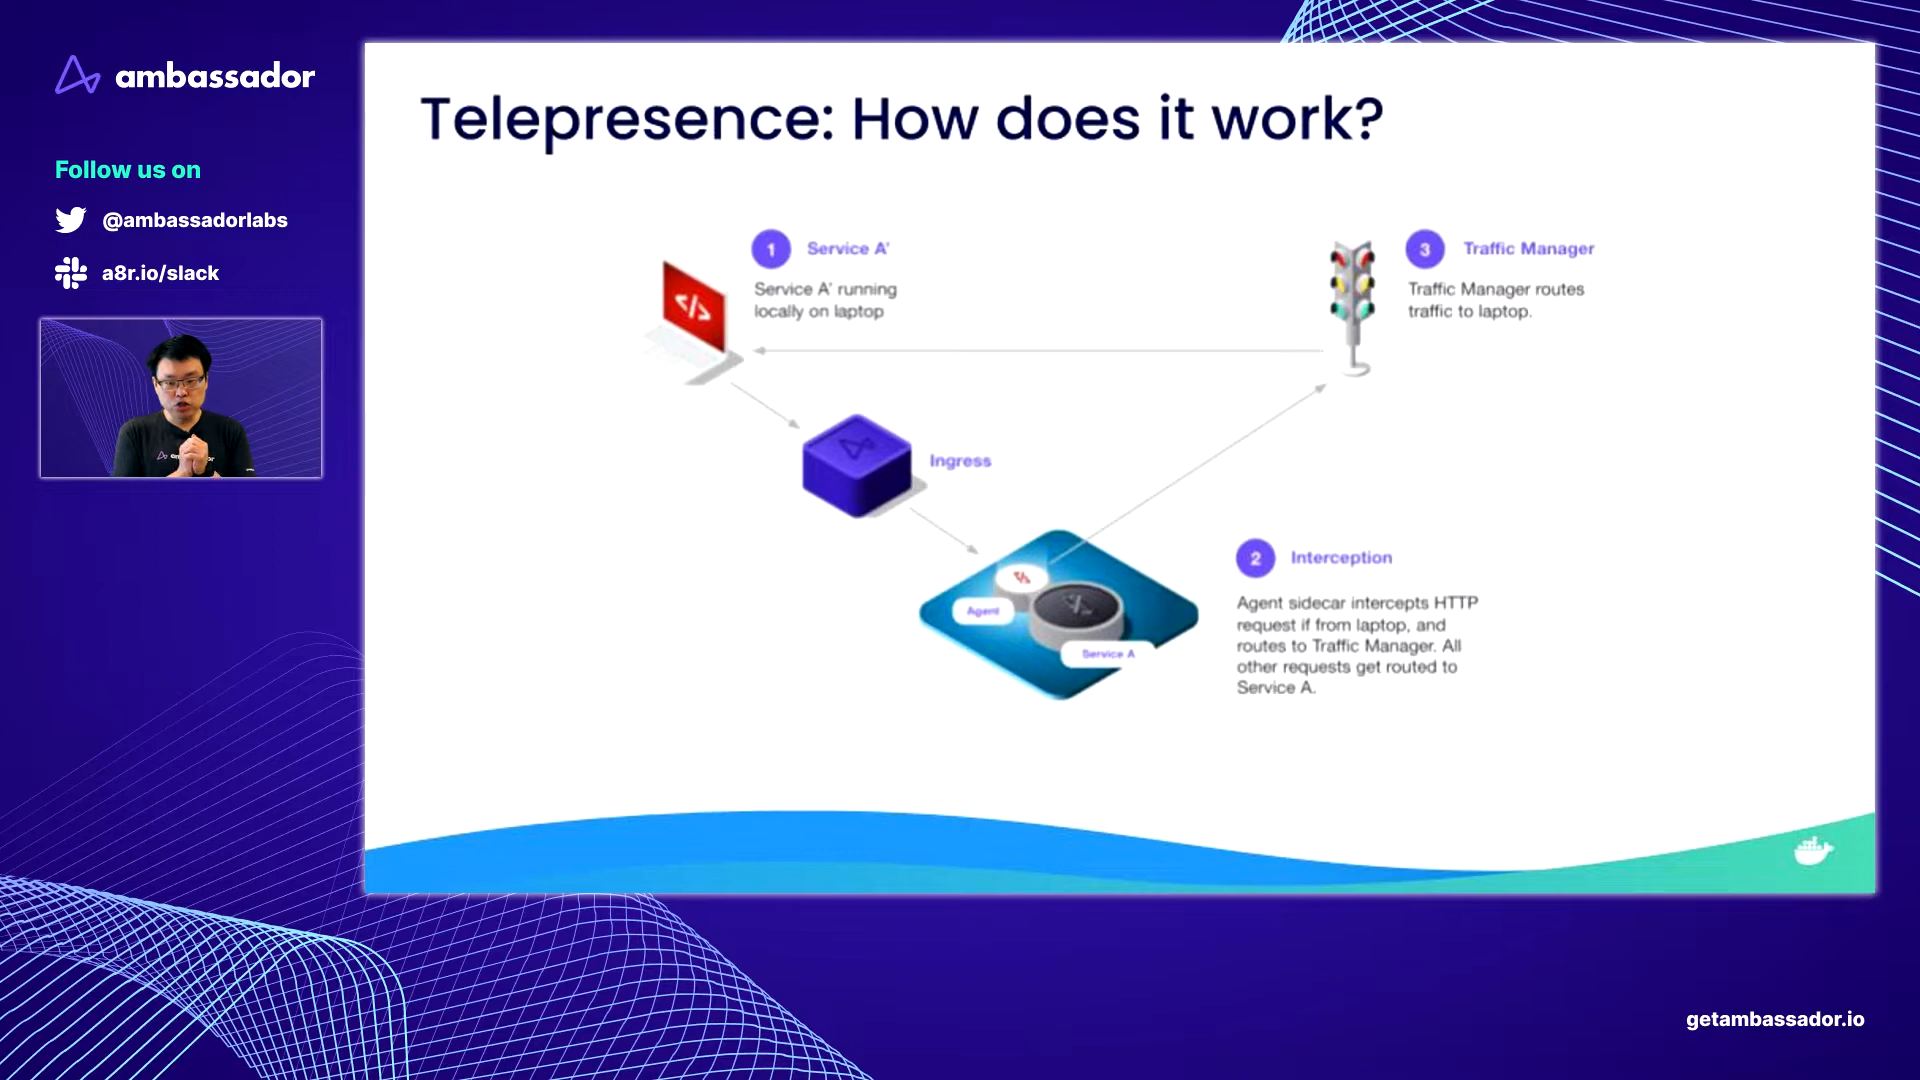 ambassador
Follow us on
@ambassadorlabs
a8r.io/slack
Telepresence: How does it work?
1 Service A'
Service A' running
locally on laptop
3 Traffic Manager
Traffic Manager routes
traffic to laptop.
Ingress
2 Interception
Agent sidecar intercepts HTTP
request if from laptop, and
routes to Traffic Manager. All
other requests get routed to
Service A.
Agent
Service A
getambassador.io